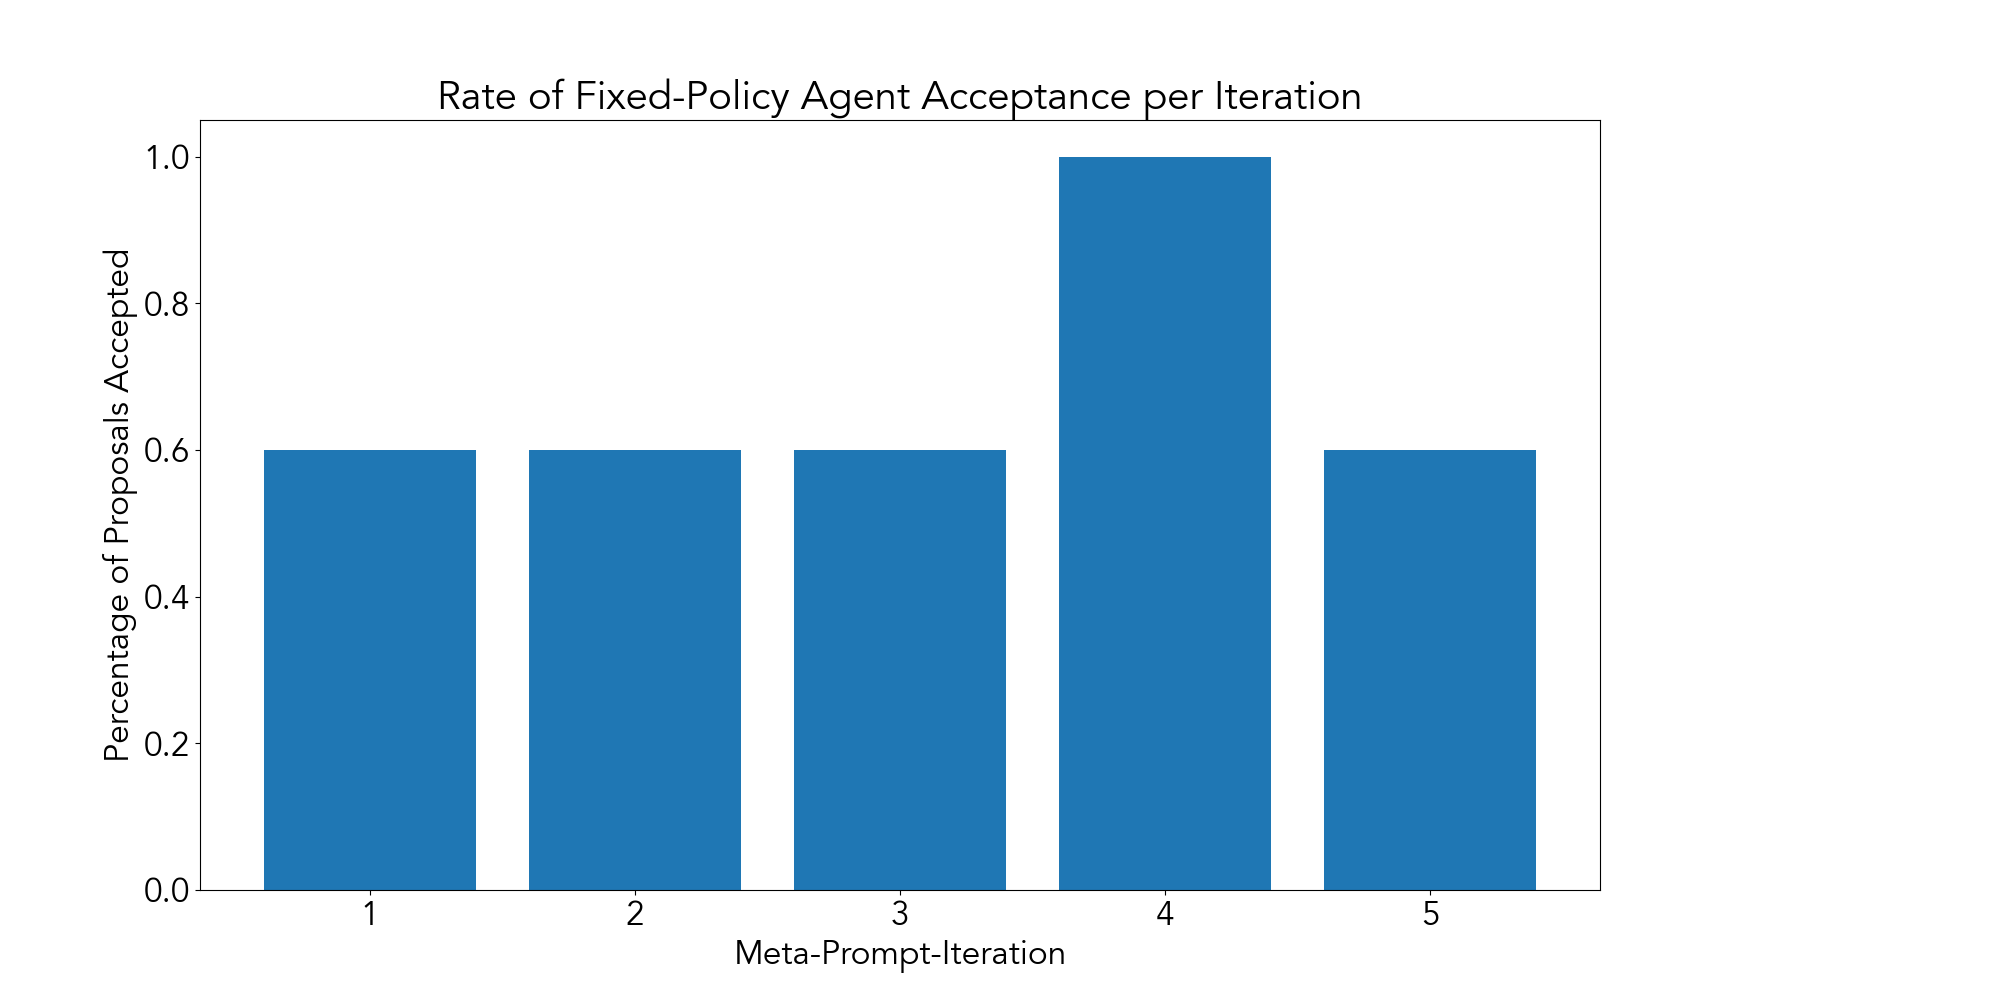 Rate of Fixed-Policy Agent Acceptance per Iteration
Percentage of Proposals Accepted
1.0
0.8
0.6
0.4
0.2
0.0
1 2 3 4 5
Meta-Prompt-Iteration